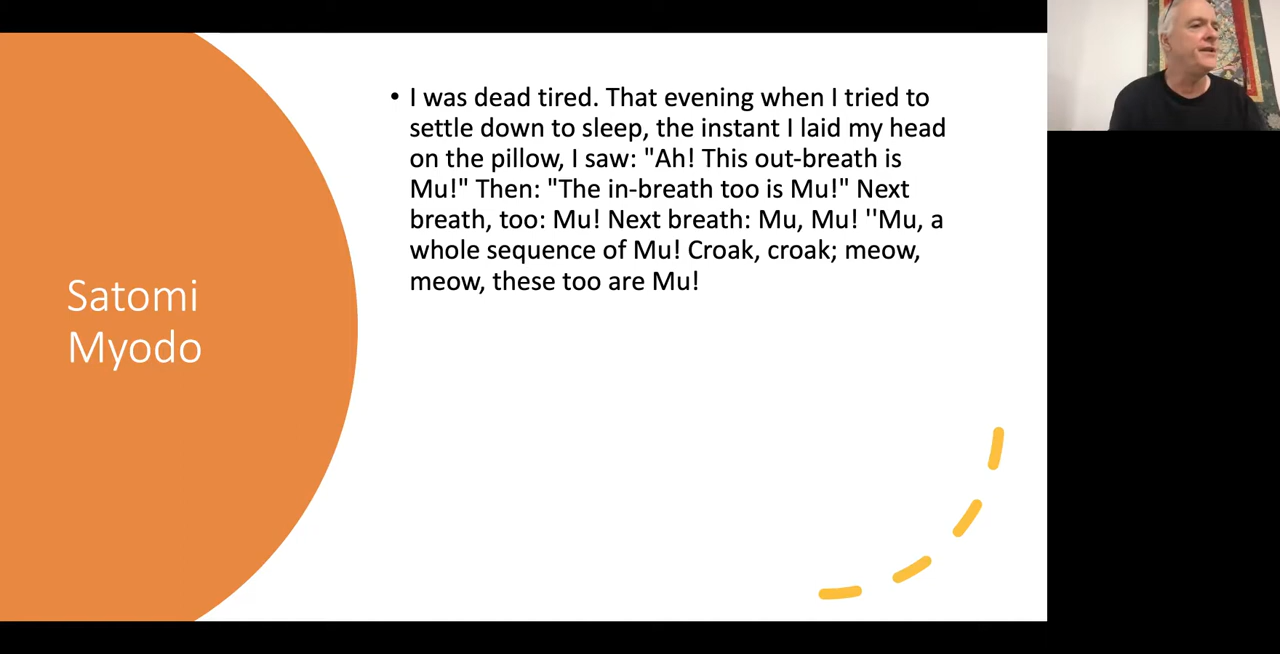 Satomi
Myodo
• I was dead tired. That evening when I tried to
settle down to sleep, the instant I laid my head
on the pillow, I saw: "Ah! This out-breath is
Mu!" Then: "The in-breath too is Mu!" Next
breath, too: Mu! Next breath: Mu, Mu! ''Mu, a
whole sequence of Mu! Croak, croak; meow,
meow, these too are Mu!